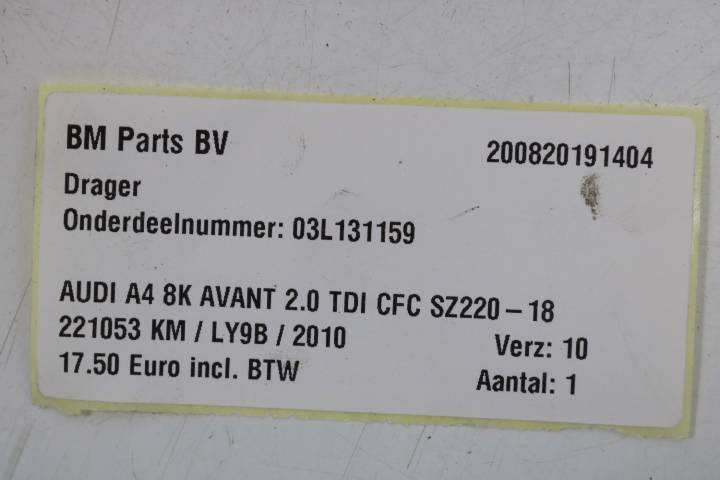 BM Parts BV 200820191404
Drager
Onderdeelnummer: 03L131159
AUDI A4 8K AVANT 2.0 TDI CFC SZ220-18
221053 KM / LY9B / 2010 Verz: 10
17.50 Euro incl. BTW Aantal: 1